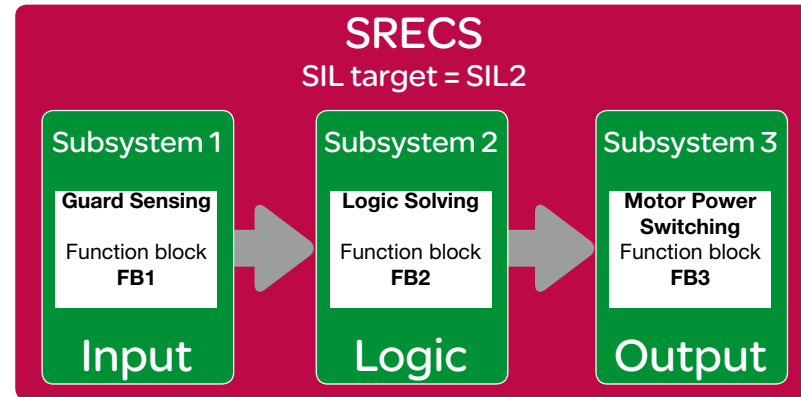 SRECS
SIL target = SIL2
Subsystem 1
Guard Sensing
Function block
FB1
Input
Subsystem 2
Logic Solving
Function block
FB2
Logic
Subsystem 3
Motor Power
Switching
Function block
FB3
Output